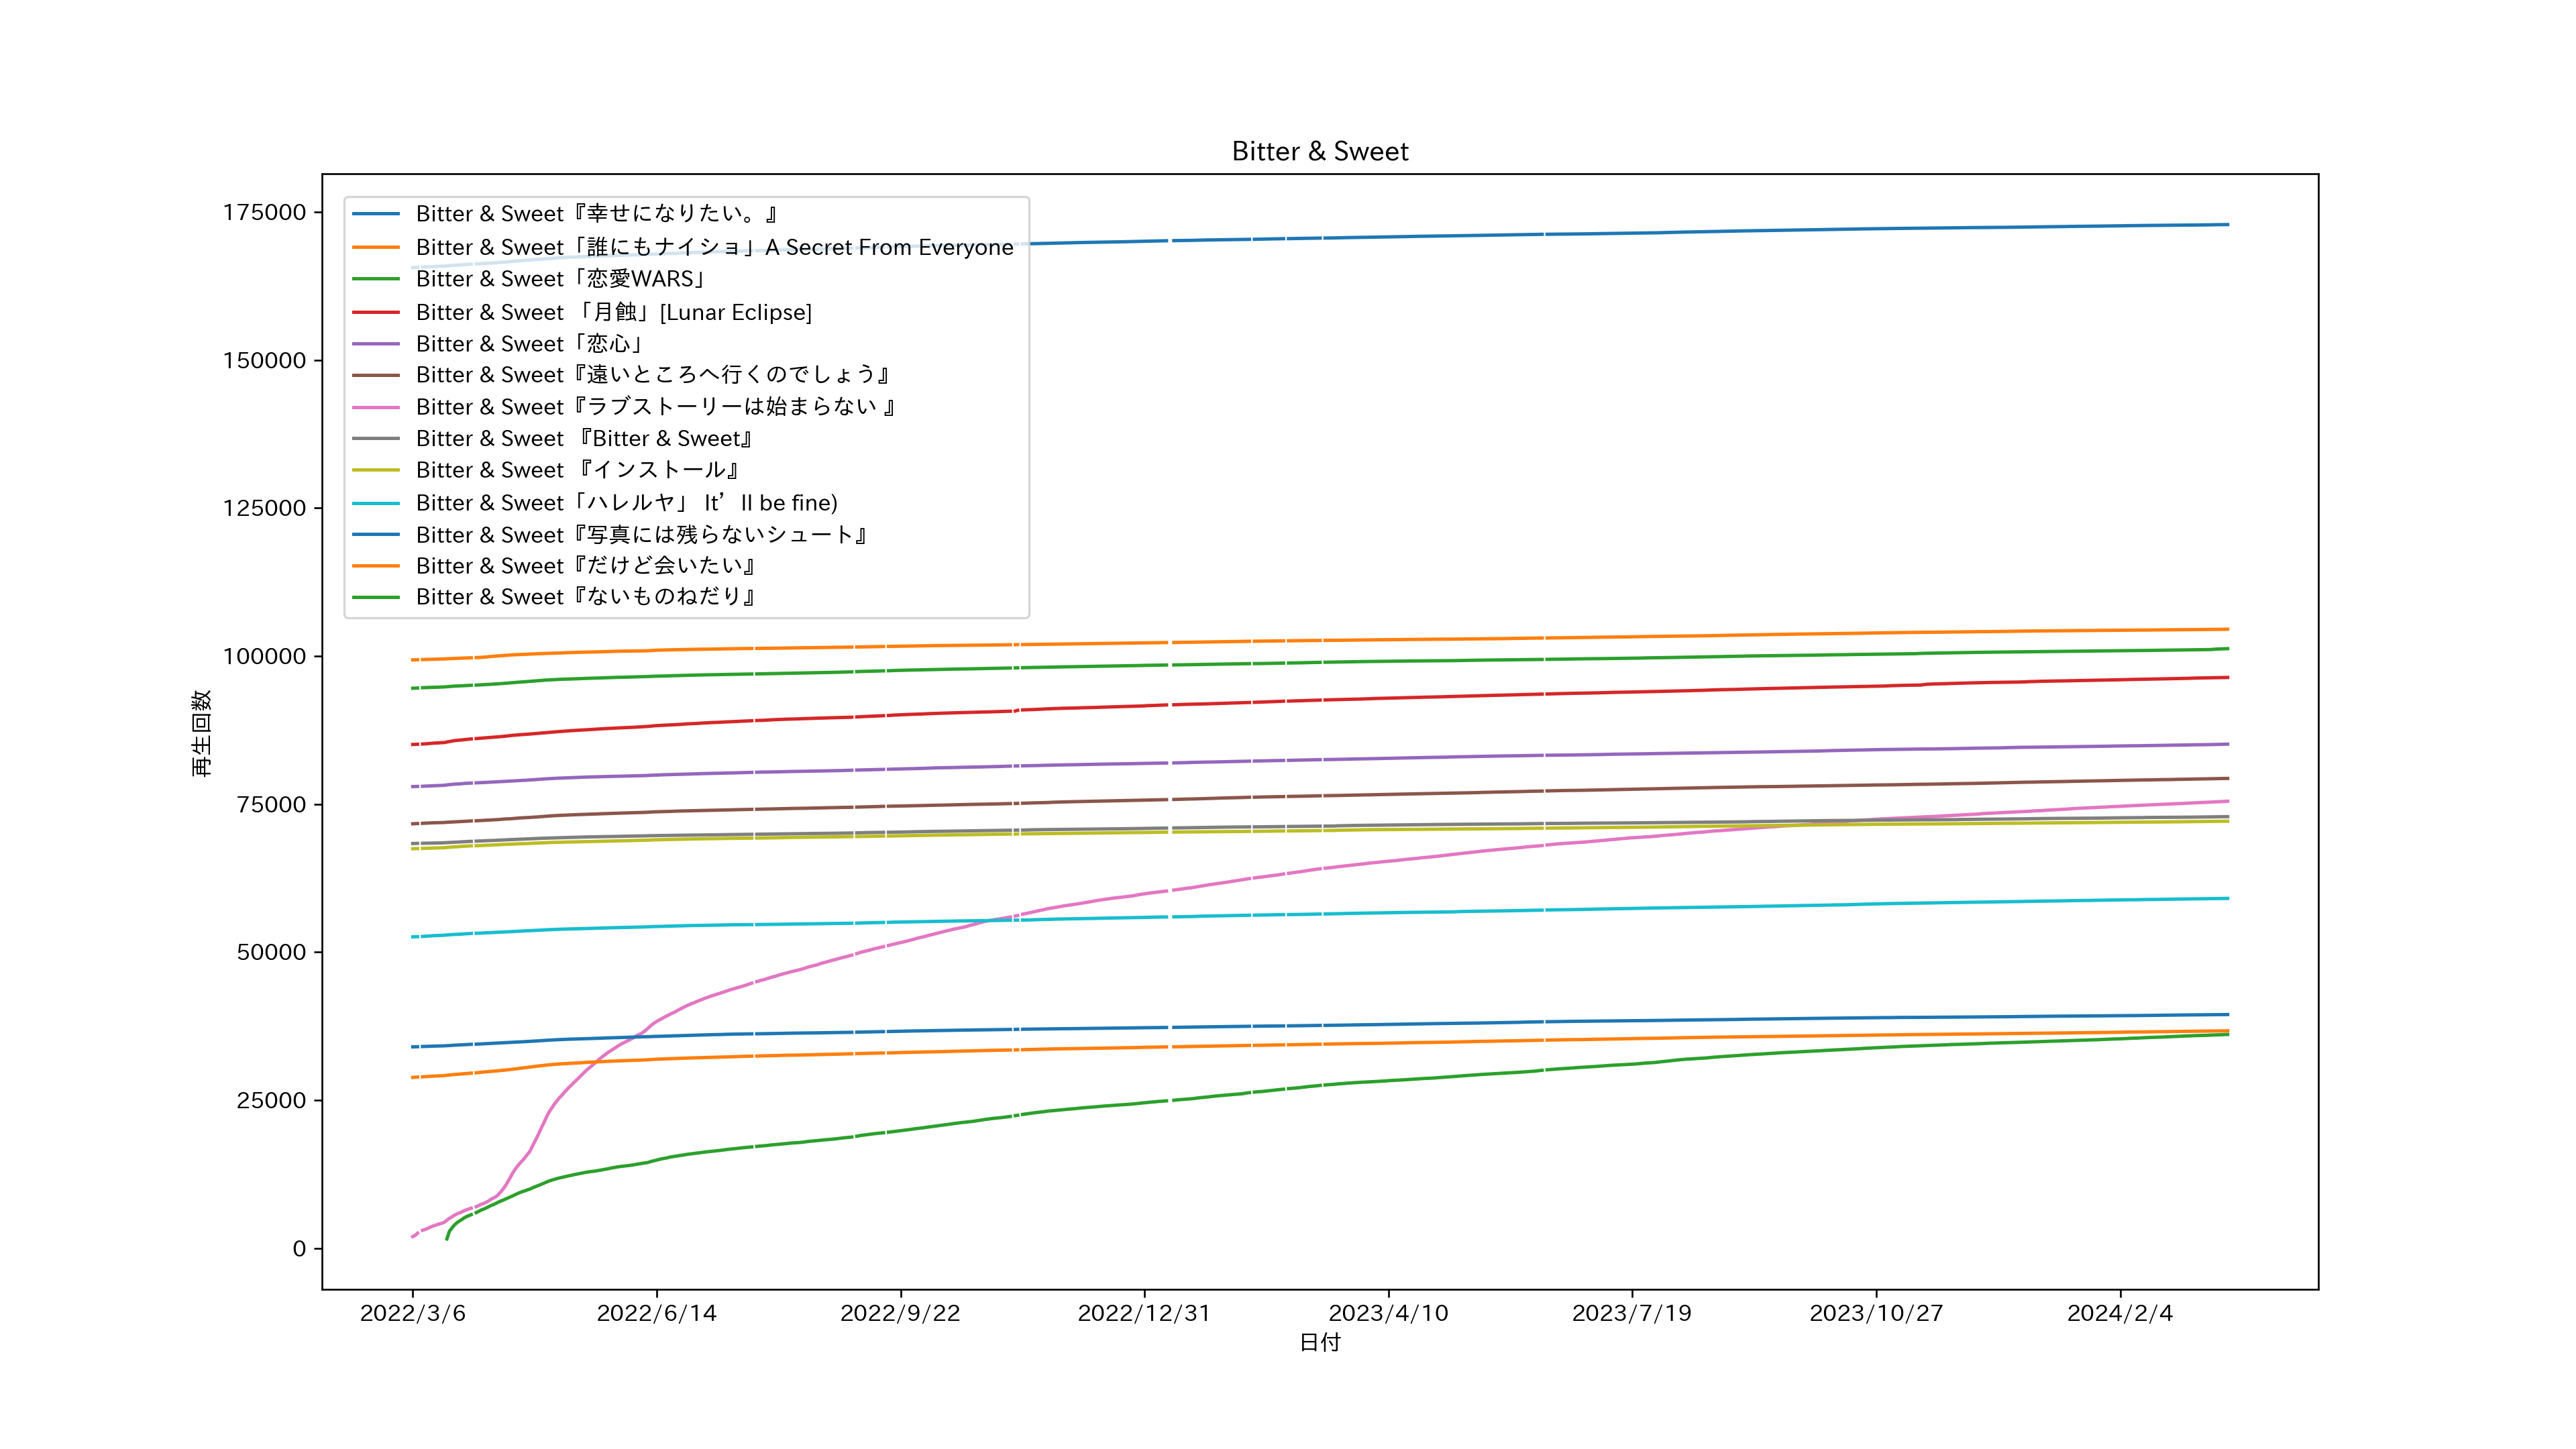 Bitter & Sweet
175000
150000
125000
100000
75000
50000
25000
0
再生回数
Bitter & Sweet『幸せになりたい。』
Bitter & Sweet「誰にもナイショ」A Secret From Everyone
Bitter & Sweet「恋愛WARS」
Bitter & Sweet 「月蝕」[Lunar Eclipse]
Bitter & Sweet「恋心」
Bitter & Sweet『遠いところへ行くのでしょう』
Bitter & Sweet『ラブストーリーは始まらない 』
Bitter & Sweet 『Bitter & Sweet』
Bitter & Sweet 『インストール』
Bitter & Sweet「ハレルヤ」 It’ll be fine)
Bitter & Sweet『写真には残らないシュート』
Bitter & Sweet『だけど会いたい』
Bitter & Sweet『ないものねだり』
2022/3/6 2022/6/14 2022/9/22 2022/12/31 2023/4/10 2023/7/19 2023/10/27 2024/2/4
日付